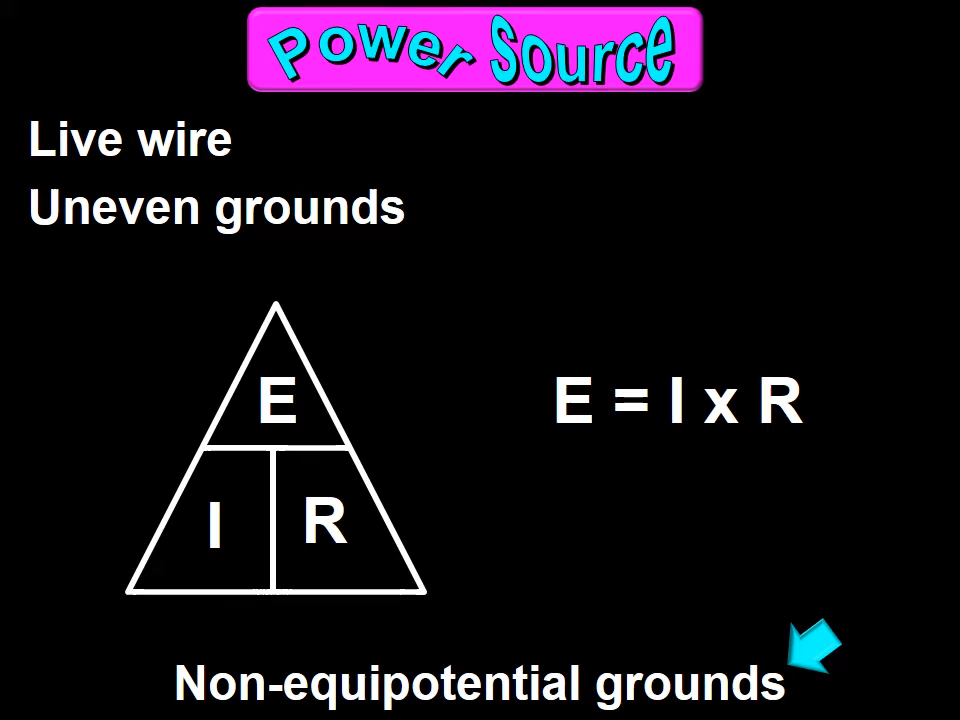 Power Source
Live wire
Uneven grounds
E
E = I x R
I R
Non-equipotential grounds